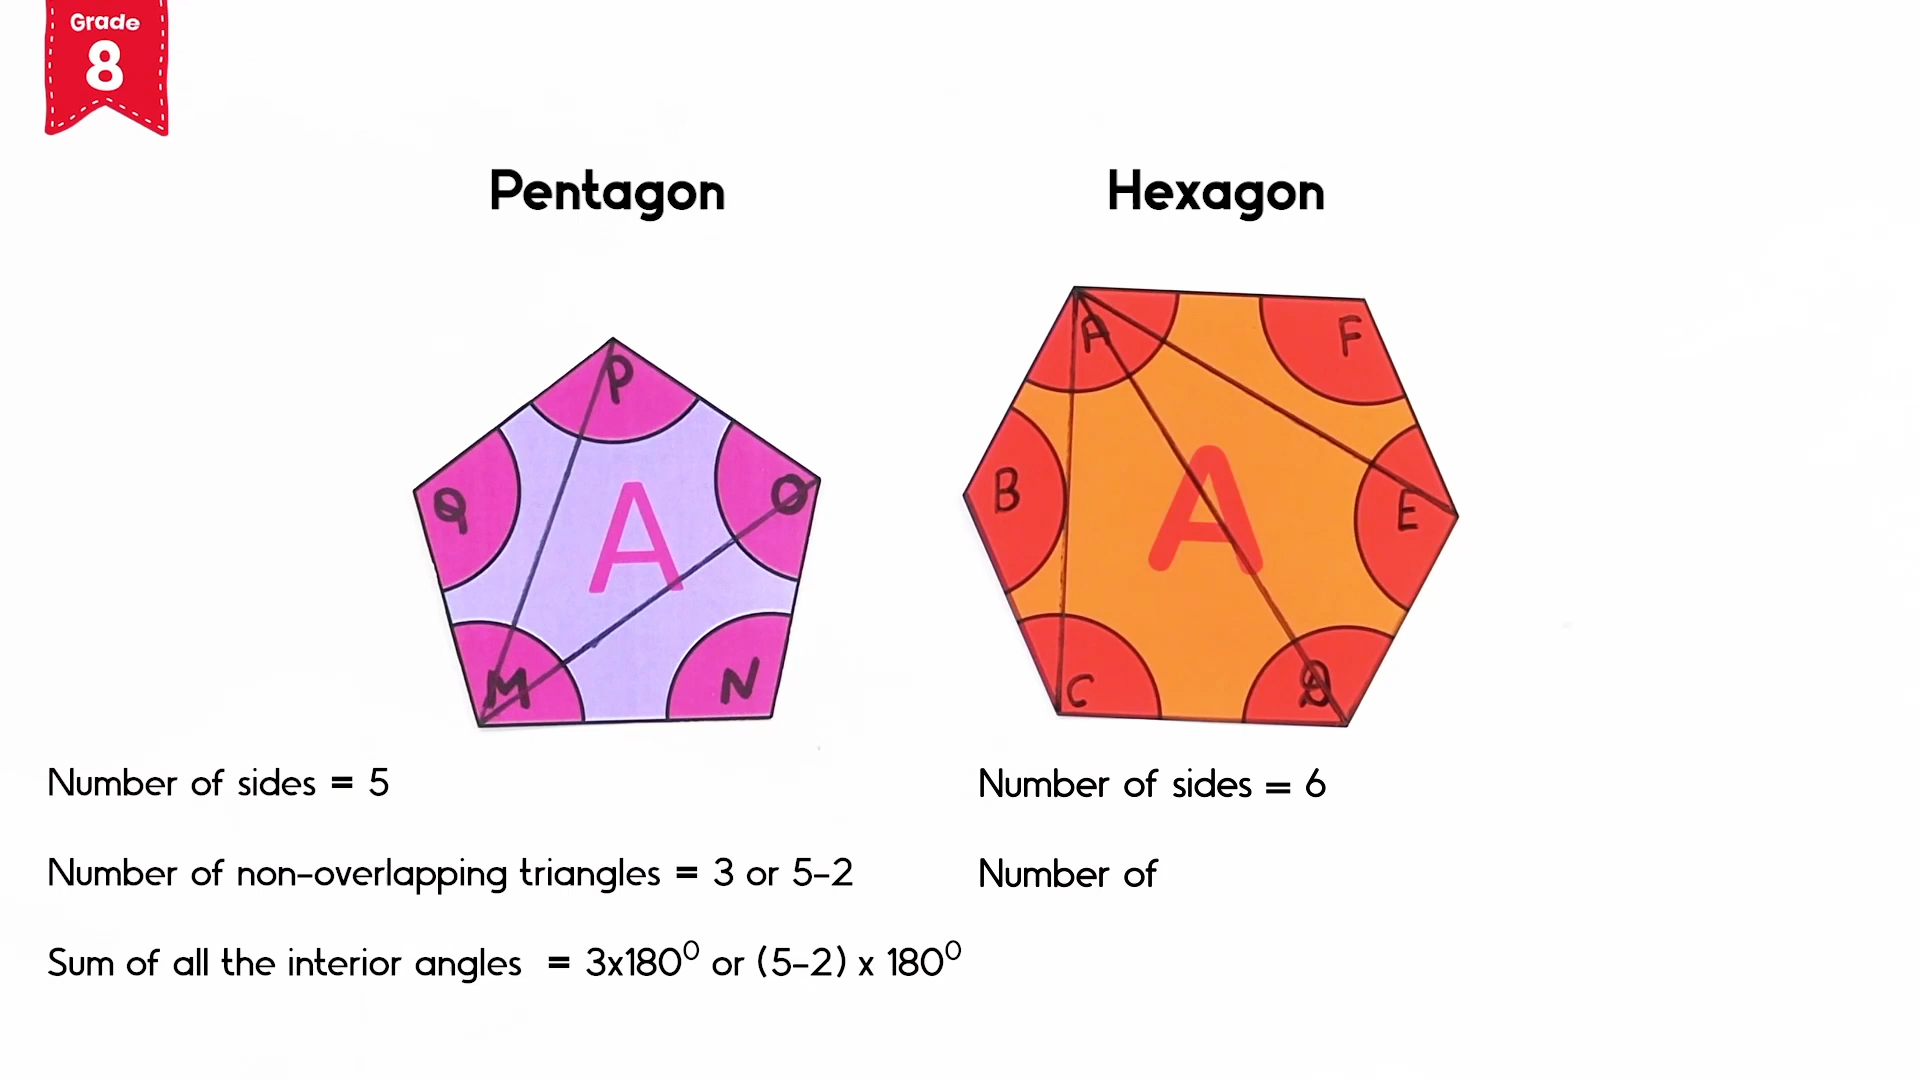 Grade
8
Pentagon
Hexagon
P
Q
O
A
M
N
A
F
B
A
E
C
D
Number of sides = 5
Number of non-overlapping triangles = 3 or 5-2
Sum of all the interior angles = 3x180⁰ or (5-2) x 180⁰
Number of sides = 6
Number of